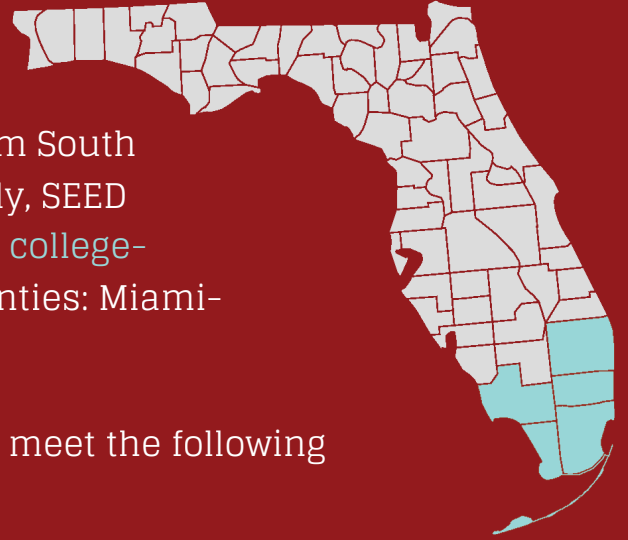 m South
ly, SEED
college-
nties: Miami-
meet the following